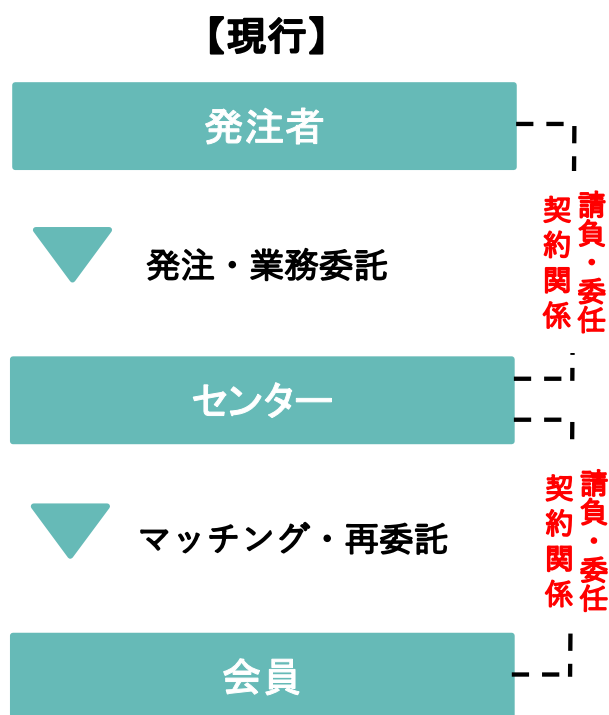 【現行】
発注者
請負・委任
契約関係
発注・業務委託
センター
請負・委任
契約関係
マッチング・再委託
会員